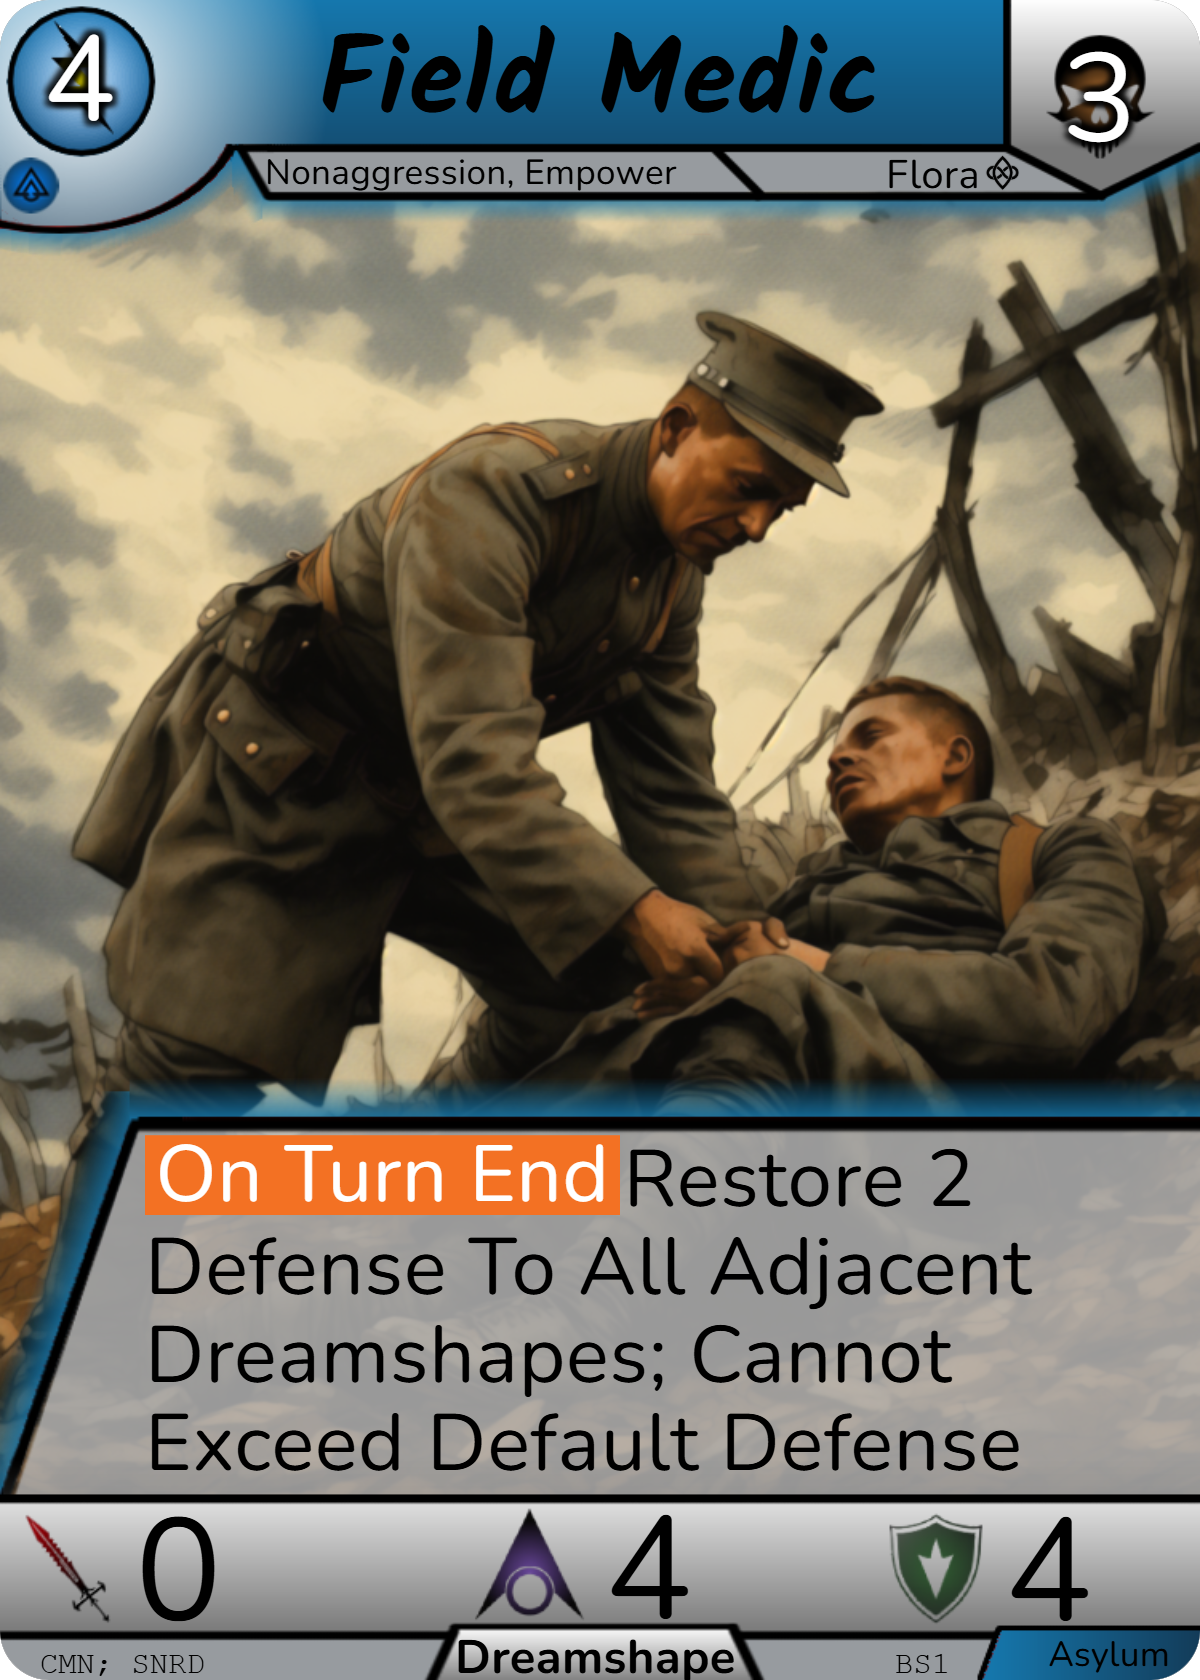 4
Field Medic
3
Nonaggression, Empower
Flora
On Turn End Restore 2
Defense To All Adjacent
Dreamshapes; Cannot
Exceed Default Defense
0
4
4
CMN; SNRD
Dreamshape
BS1
Asylum